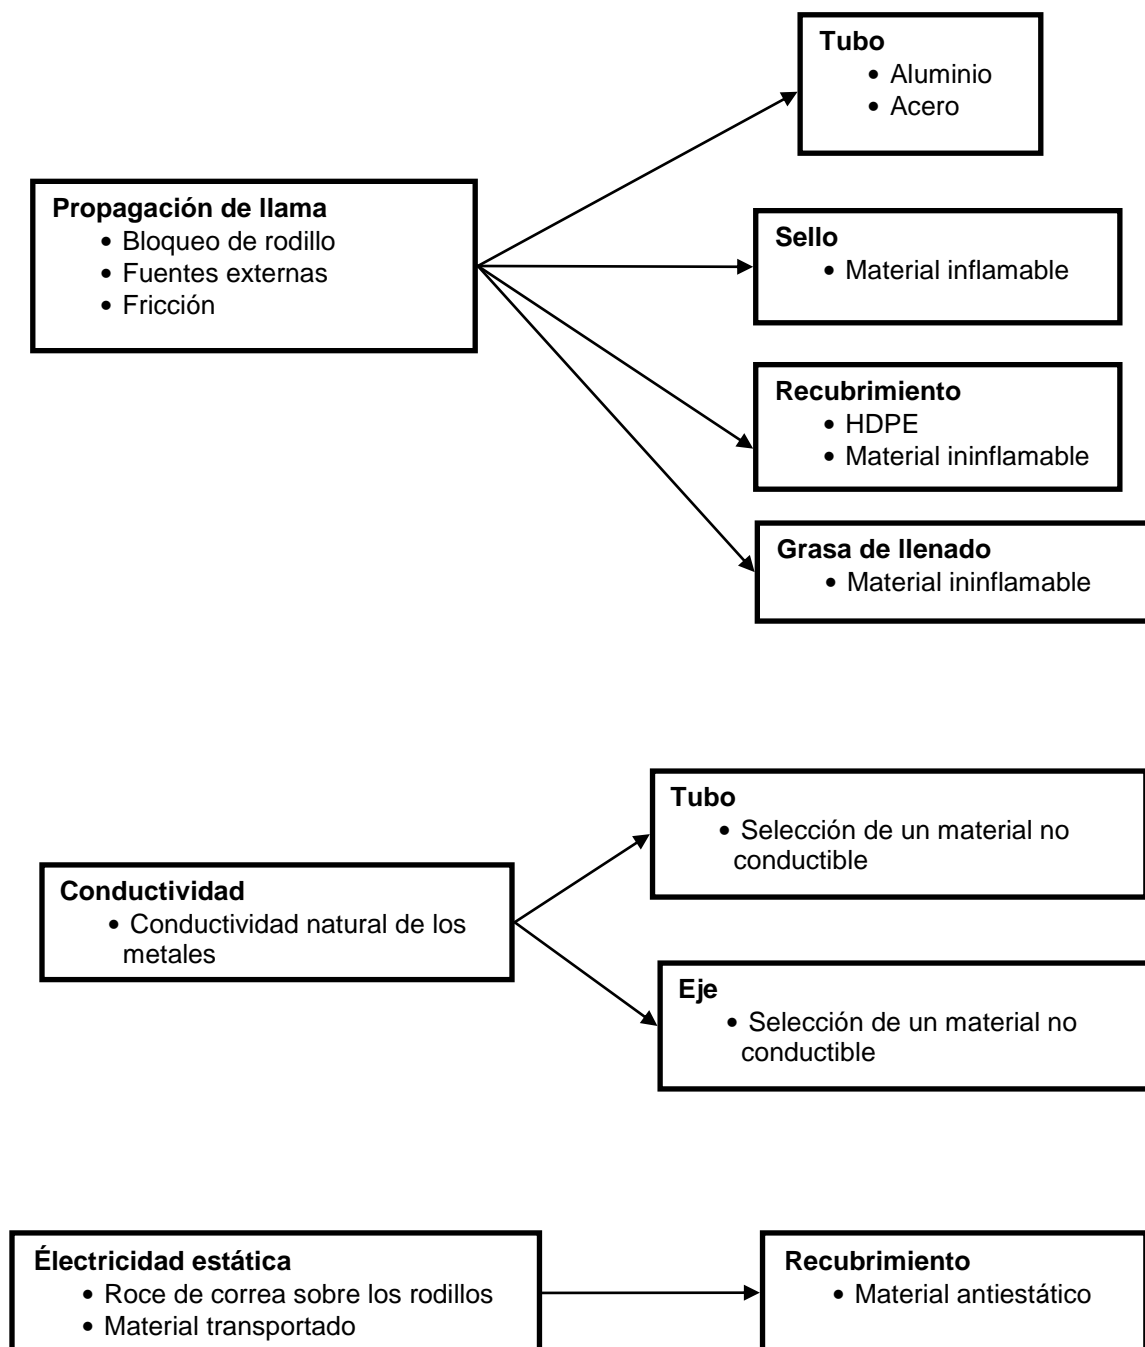 Tubo
• Aluminio
• Acero
Propagación de llama
• Bloqueo de rodillo
• Fuentes externas
• Fricción
Sello
• Material inflamable
Recubrimiento
• HDPE
• Material ininflamable
Grasa de llenado
• Material ininflamable
Tubo
• Selección de un material no
conductible
Conductividad
• Conductividad natural de los
metales
Eje
• Selección de un material no
conductible
Électricidad estática
• Roce de correa sobre los rodillos
• Material transportado
Recubrimiento
• Material antiestático